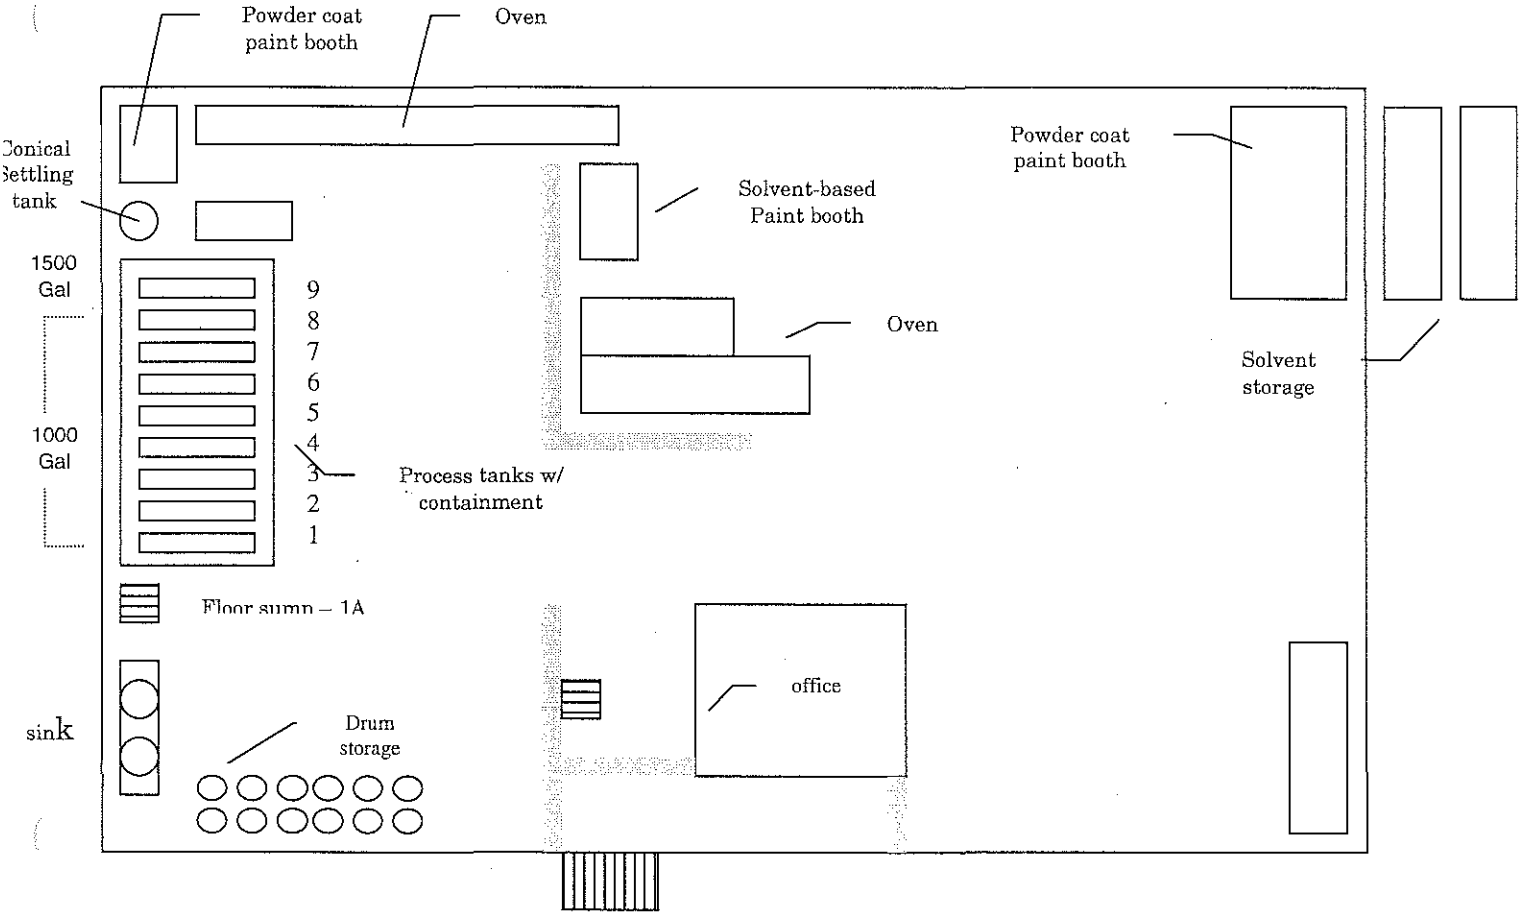 Powder coat
paint booth
Oven
Conical
Settling
tank
Powder coat
paint booth
Solvent-based
Paint booth
1500
Gal
9
8
7
6
5
4
3
2
1
Oven
Solvent
storage
1000
Gal
Process tanks w/
containment
Floor sump – 1A
office
sink
Drum
storage